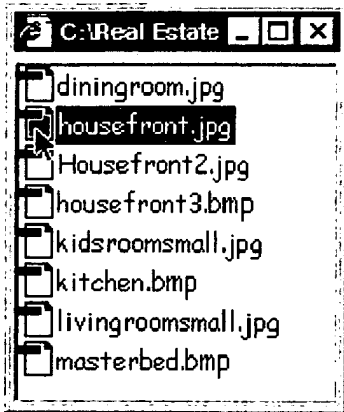 C:\Real Estate
diningroom.jpg
housefront.jpg
Housefront2.jpg
housefront3.bmp
kidsroomsmall.jpg
kitchen.bmp
livingroomsmall.jpg
masterbed.bmp